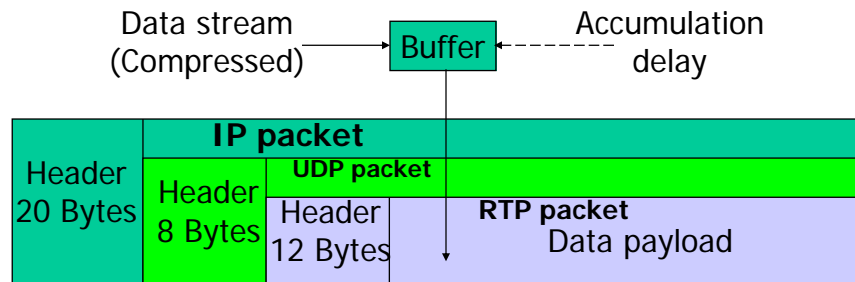 Data stream
(Compressed)
Buffer
Accumulation
delay
IP packet
Header
20 Bytes
UDP packet
Header
8 Bytes
RTP packet
Header
12 Bytes
Data payload